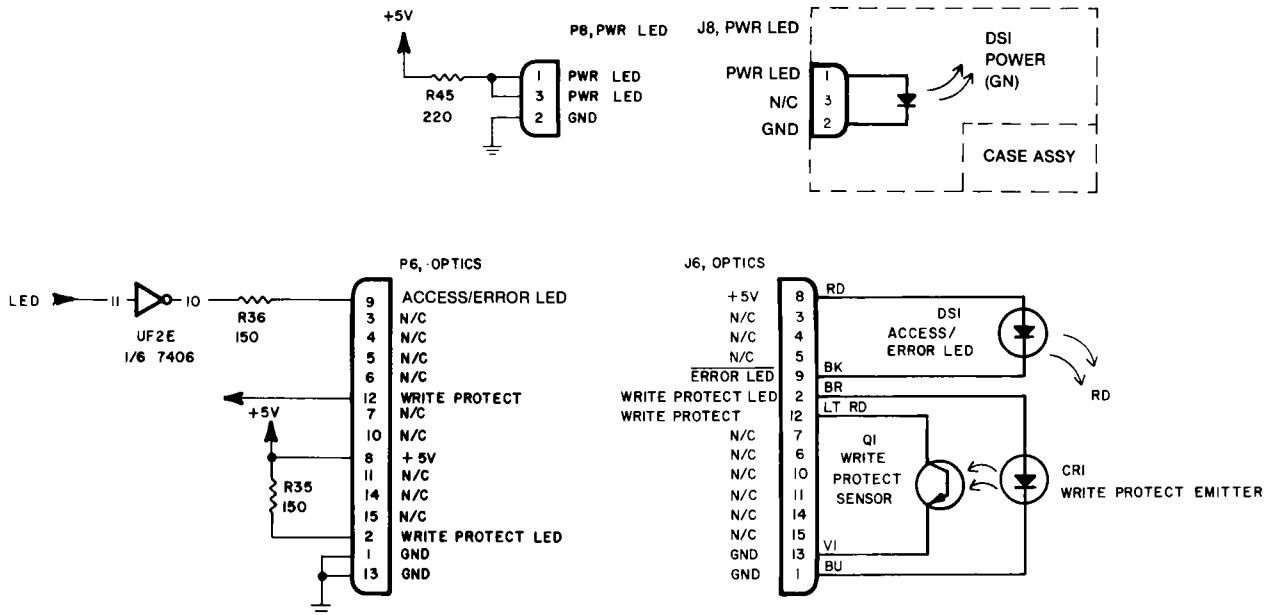 +5V
R45
220
P8, PWR LED
1 PWR LED
3 PWR LED
2 GND
J8, PWR LED
PWR LED 1
N/C 3
GND 2
DSI
POWER
(GN)
CASE ASSY
LED
11
10
UF2E
1/6 7406
R36
150
P6, OPTICS
9 ACCESS/ERROR LED
3 N/C
4 N/C
5 N/C
6 N/C
12 WRITE PROTECT
7 N/C
10 N/C
8 +5V
11 N/C
14 N/C
15 N/C
2 WRITE PROTECT LED
1 GND
13 GND
+5V
R35
150
J6, OPTICS
+5V 8 RD
N/C 3
N/C 4
N/C 5
ERROR LED 9 BK
WRITE PROTECT LED 2 BR
WRITE PROTECT 12 LT RD
N/C 7
N/C 6
N/C 10
N/C 11
N/C 14
N/C 15
GND 13 VI
GND 1 BU
DSI
ACCESS/
ERROR LED
RD
Q1
WRITE
PROTECT
SENSOR
CR1
WRITE PROTECT EMITTER